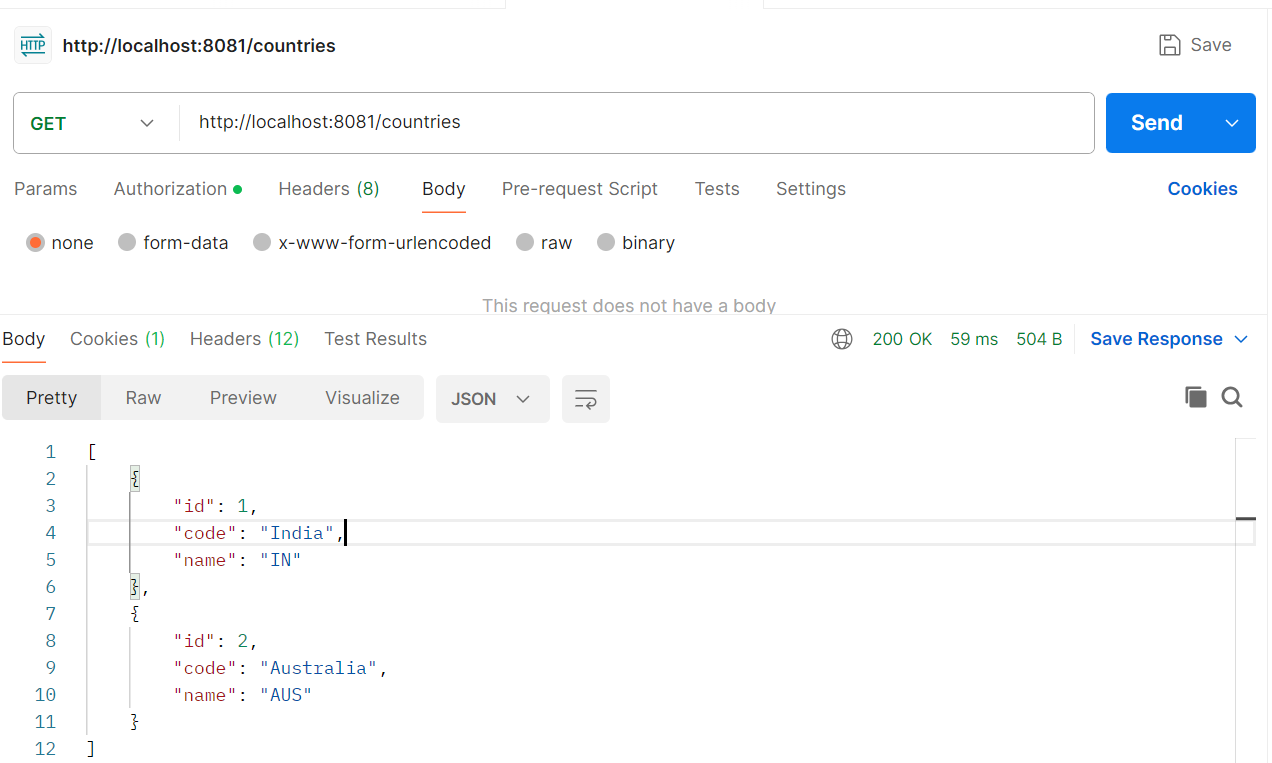 HTTP http://localhost:8081/countries Save
GET http://localhost:8081/countries Send
Params Authorization Headers (8) Body Pre-request Script Tests Settings Cookies
none form-data x-www-form-urlencoded raw binary
This request does not have a body
Body Cookies (1) Headers (12) Test Results 200 OK 59 ms 504 B Save Response
Pretty Raw Preview Visualize JSON
1 [
2 {
3 "id": 1,
4 "code": "India",
5 "name": "IN"
6 },
7 {
8 "id": 2,
9 "code": "Australia",
10 "name": "AUS"
11 }
12 ]